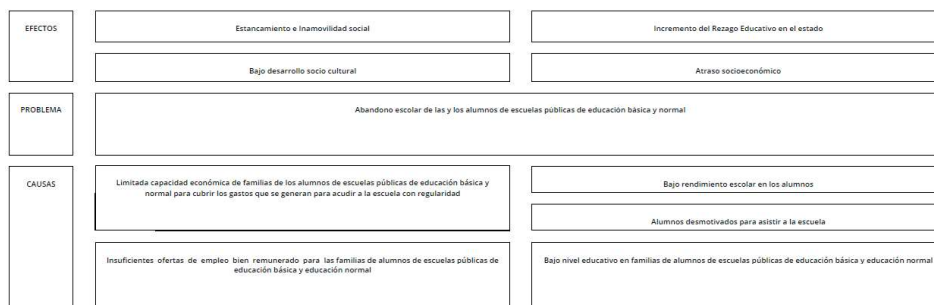 EFECTOS
Estancamiento e Inamovilidad social
Incremento del Rezago Educativo en el estado
Bajo desarrollo socio cultural
Atraso socioeconómico
PROBLEMA
Abandono escolar de las y los alumnos de escuelas públicas de educación básica y normal
CAUSAS
Limitada capacidad económica de familias de los alumnos de escuelas públicas de educación básica y
normal para cubrir los gastos que se generan para acudir a la escuela con regularidad
Bajo rendimiento escolar en los alumnos
Alumnos desmotivados para asistir a la escuela
Insuficientes ofertas de empleo bien remunerado para las familias de alumnos de escuelas públicas de
educación básica y educación normal
Bajo nivel educativo en familias de alumnos de escuelas públicas de educación básica y educación normal